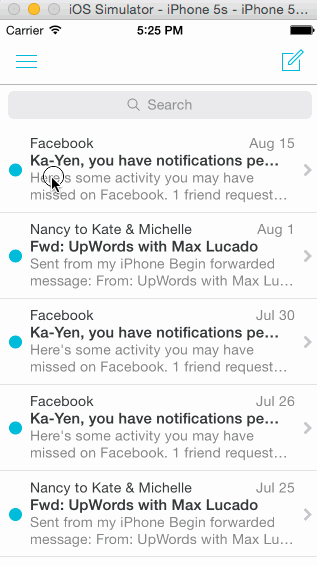 iOS Simulator - iPhone 5s - iPhone 5...
Carrier 5:25 PM
Search
Facebook Aug 15
Ka-Yen, you have notifications pe...
Here's some activity you may have
missed on Facebook. 1 friend request...
Nancy to Kate & Michelle Aug 1
Fwd: UpWords with Max Lucado
Sent from my iPhone Begin forwarded
message: From: UpWords with Max Lu...
Facebook Jul 30
Ka-Yen, you have notifications pe...
Here's some activity you may have
missed on Facebook. 1 friend request...
Facebook Jul 26
Ka-Yen, you have notifications pe...
Here's some activity you may have
missed on Facebook. 1 friend request...
Nancy to Kate & Michelle Jul 25
Fwd: UpWords with Max Lucado
Sent from my iPhone Begin forwarded
message: From: UpWords with Max Lu...